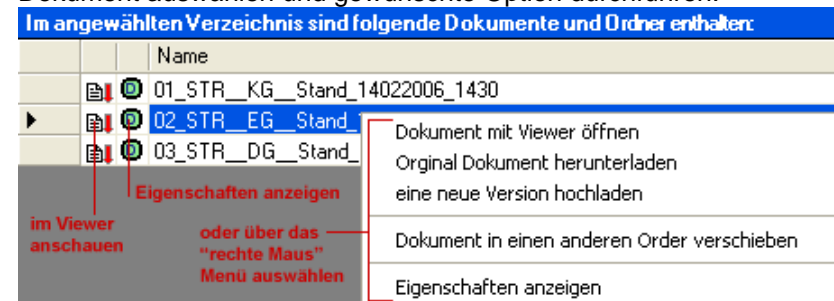 Dokument auswählen und gewünschte Option durchführen.
Im angewählten Verzeichnis sind folgende Dokumente und Ordner enthalten:
Name
01_STR__KG__Stand_14022006_1430
02_STR__EG__Stand_
03_STR__DG__Stand_
Dokument mit Viewer öffnen
Orginal Dokument herunterladen
eine neue Version hochladen
Dokument in einen anderen Order verschieben
Eigenschaften anzeigen
Eigenschaften anzeigen
im Viewer
anschauen
oder über das
"rechte Maus"
Menü auswählen